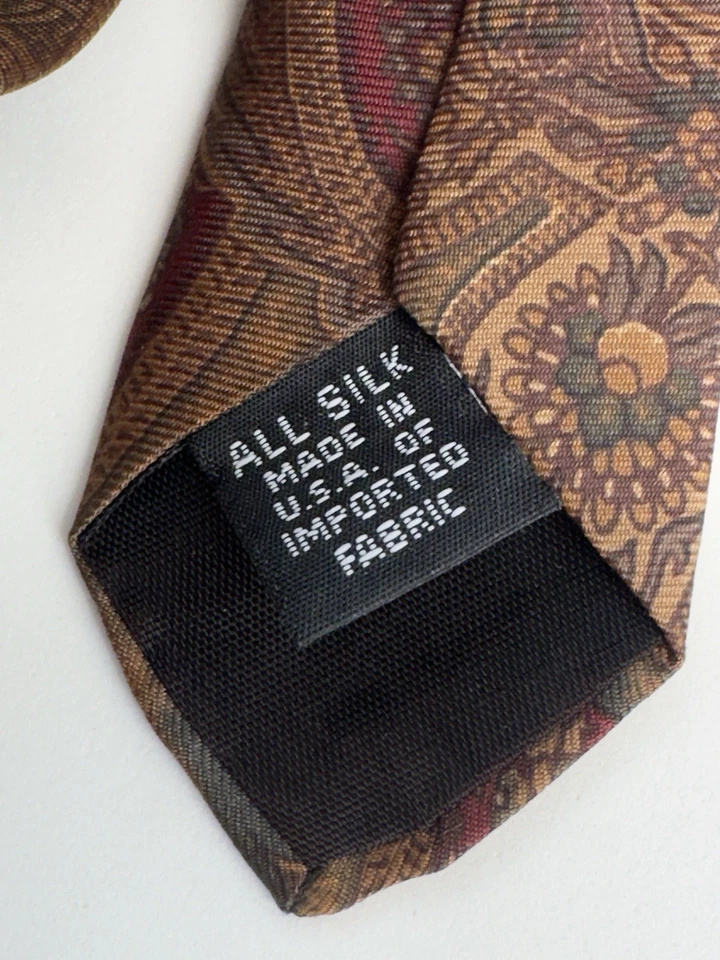 ALL SILK
MADE IN
U.S.A. OF
IMPORTED
FABRIC